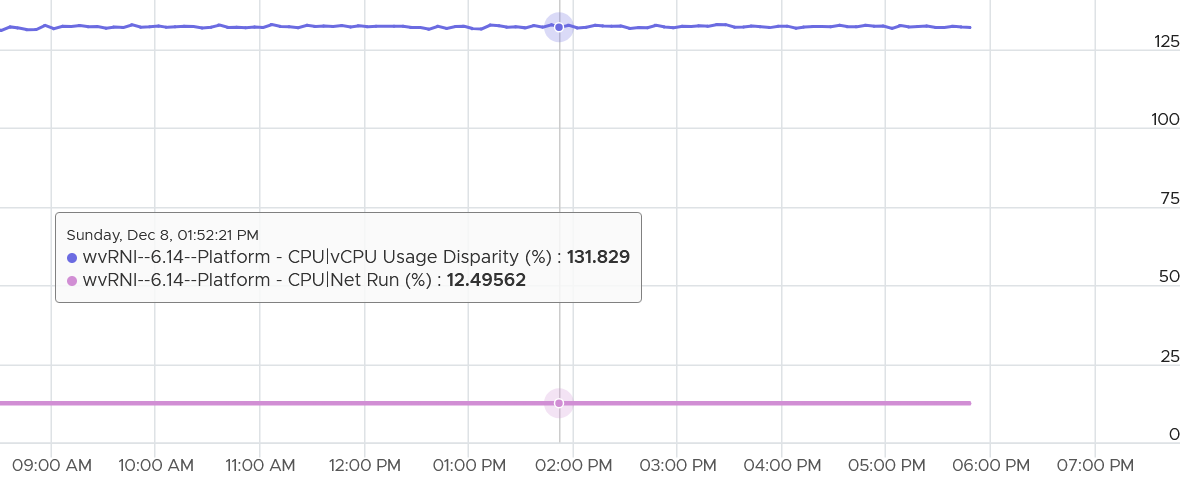 125
100
75
Sunday, Dec 8, 01:52:21 PM
wvRNI--6.14--Platform - CPU|vCPU Usage Disparity (%) : 131.829
wvRNI--6.14--Platform - CPU|Net Run (%) : 12.49562
50
25
0
09:00 AM 10:00 AM 11:00 AM 12:00 PM 01:00 PM 02:00 PM 03:00 PM 04:00 PM 05:00 PM 06:00 PM 07:00 PM